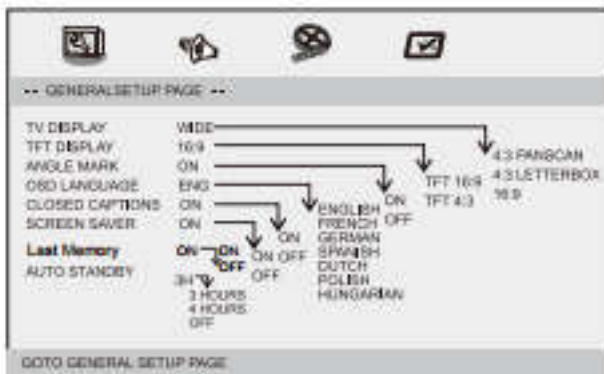 -- GENERALSETUP PAGE --
TV DISPLAY WIDE
TFT DISPLAY 16:9
ANGLE MARK ON
OSD LANGUAGE ENG
CLOSED CAPTIONS ON
SCREEN SAVER ON
Last Memory ON
AUTO STANDBY 3H
4:3 PANSCAN
4:3 LETTERBOX
16:9
TFT 16:9
TFT 4:3
ON
OFF
ENGLISH
FRENCH
GERMAN
SPANISH
DUTCH
POLISH
HUNGARIAN
ON
OFF
ON
OFF
ON
OFF
3 HOURS
4 HOURS
OFF
GOTO GENERAL SETUP PAGE